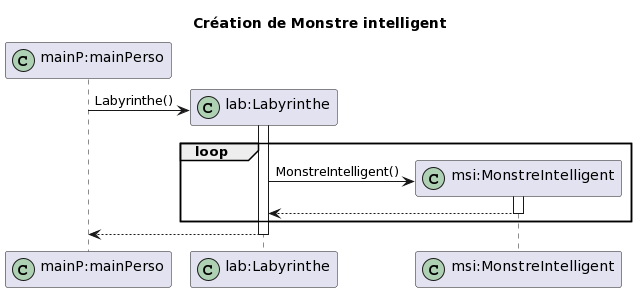 Création de Monstre intelligent
C mainP:mainPerso
Labyrinthe()
C lab:Labyrinthe
loop
MonstreIntelligent()
C msi:MonstreIntelligent
C mainP:mainPerso
C lab:Labyrinthe
C msi:MonstreIntelligent